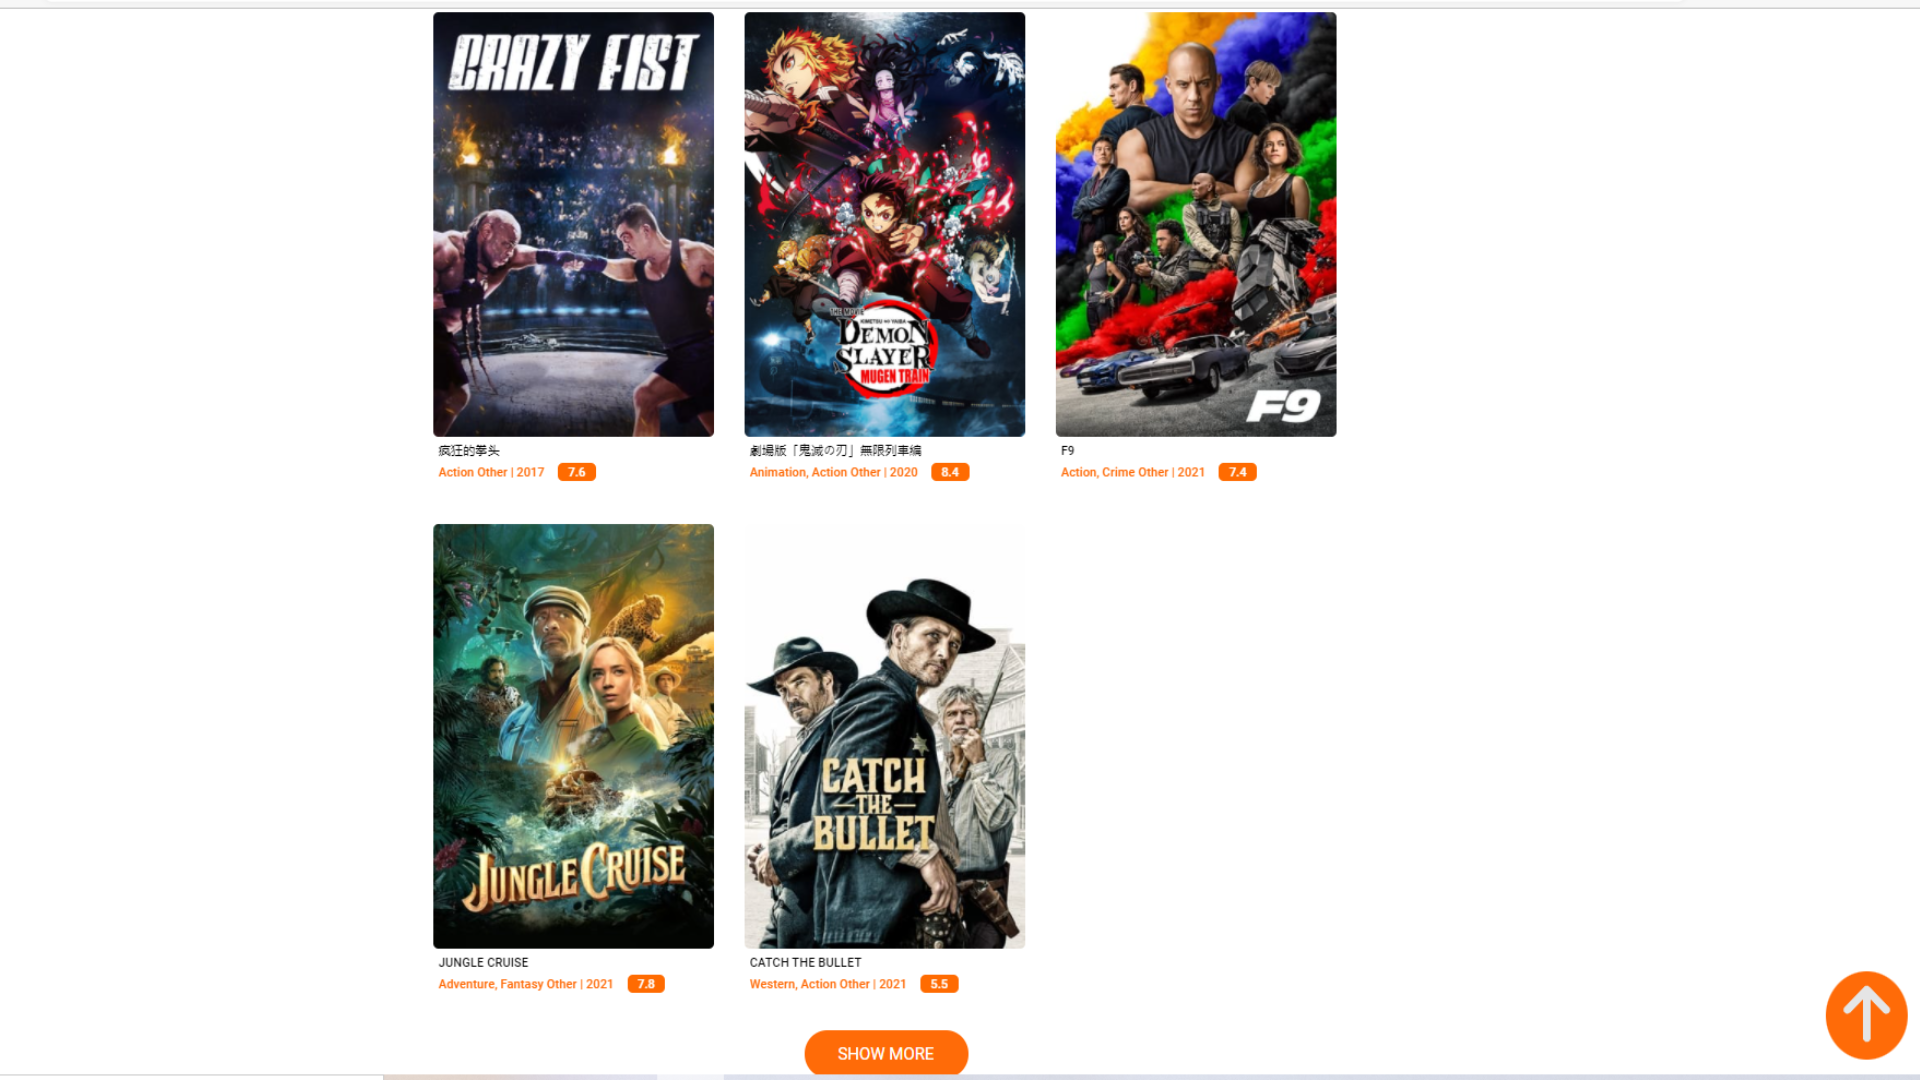 CRAZY FIST
THE MOVIE
KIMETSU NO YAIBA
DEMON
SLAYER
MUGEN TRAIN
F9
疯狂的拳头
Action Other | 2017 7.6
劇場版「鬼滅の刃」無限列車編
Animation, Action Other | 2020 8.4
F9
Action, Crime Other | 2021 7.4
JUNGLE CRUISE
CATCH
THE
BULLET
JUNGLE CRUISE
Adventure, Fantasy Other | 2021 7.8
CATCH THE BULLET
Western, Action Other | 2021 5.5
SHOW MORE